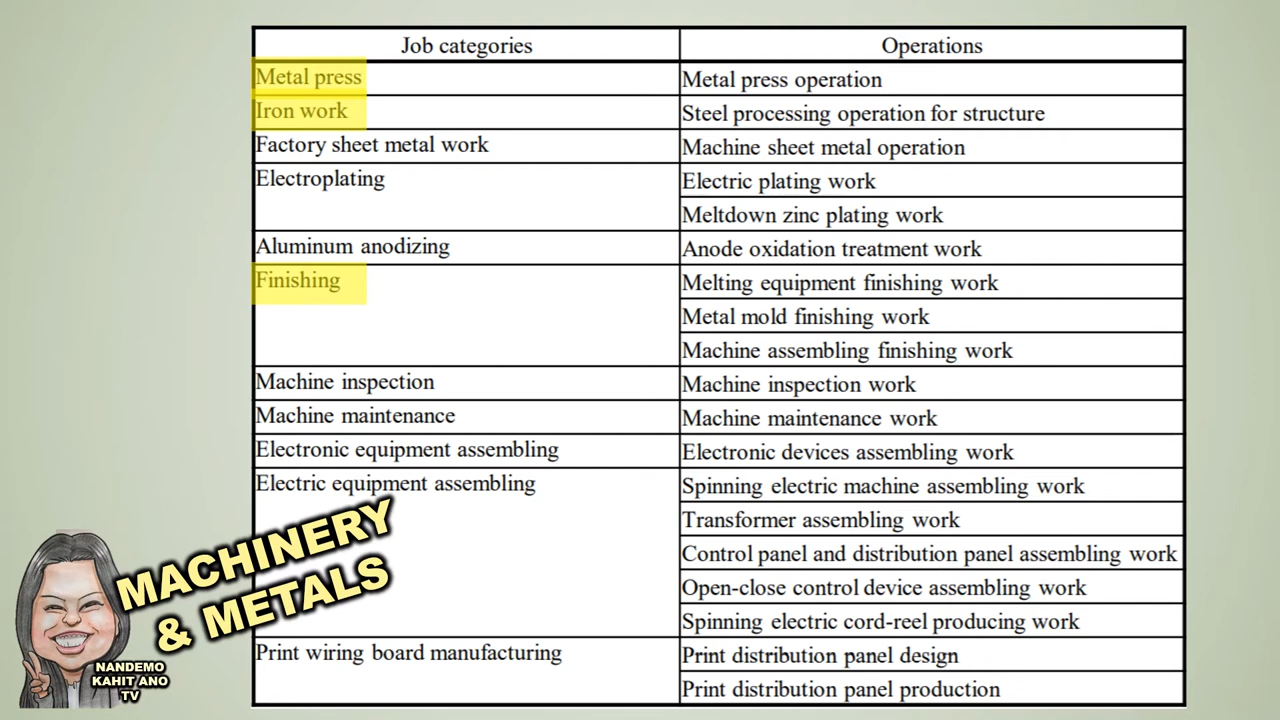 Job categories Operations
Metal press Metal press operation
Iron work Steel processing operation for structure
Factory sheet metal work Machine sheet metal operation
Electroplating Electric plating work
Meltdown zinc plating work
Aluminum anodizing Anode oxidation treatment work
Finishing Melting equipment finishing work
Metal mold finishing work
Machine assembling finishing work
Machine inspection Machine inspection work
Machine maintenance Machine maintenance work
Electronic equipment assembling Electronic devices assembling work
Electric equipment assembling Spinning electric machine assembling work
Transformer assembling work
Control panel and distribution panel assembling work
Open-close control device assembling work
Spinning electric cord-reel producing work
Print wiring board manufacturing Print distribution panel design
Print distribution panel production
MACHINERY
& METALS
NANDEMO
KAHIT ANO
TV